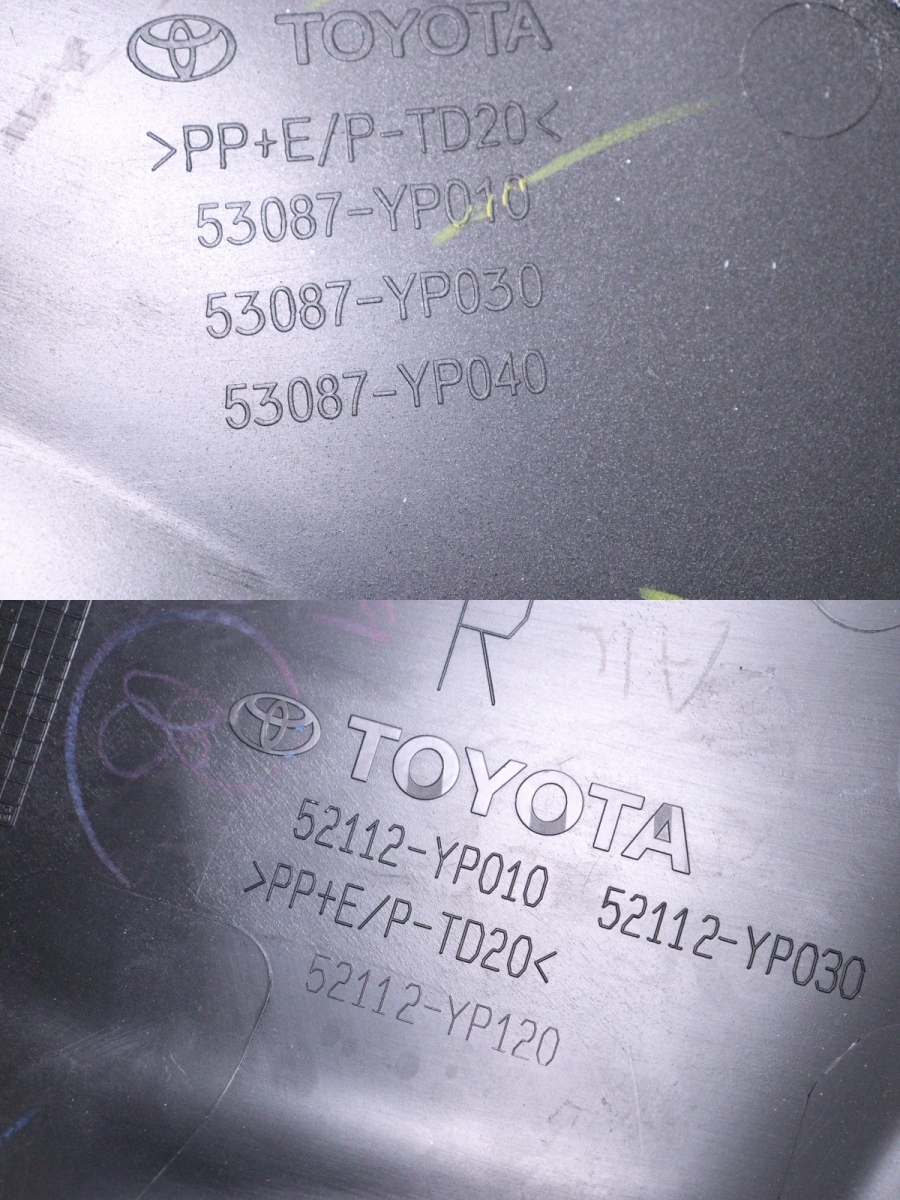 TOYOTA
>PP+E/P-TD20<
53087-YP010
53087-YP030
53087-YP040
R
TOYOTA
52112-YP010 52112-YP030
>PP+E/P-TD20<
52112-YP120